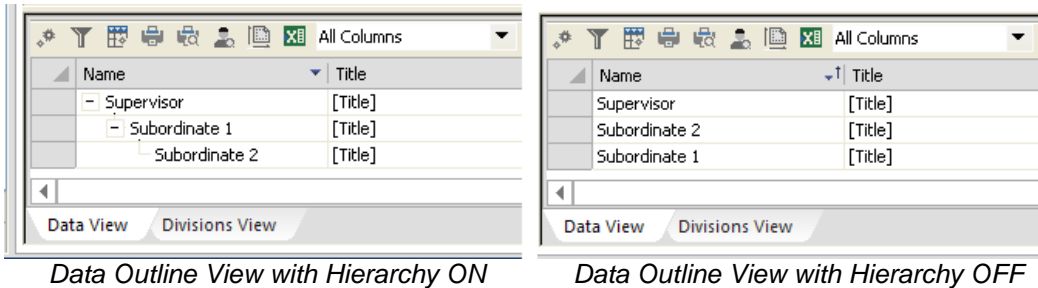 All Columns
Name Title
Supervisor [Title]
Subordinate 1 [Title]
Subordinate 2 [Title]
Data View Divisions View
Data Outline View with Hierarchy ON
All Columns
Name Title
Supervisor [Title]
Subordinate 2 [Title]
Subordinate 1 [Title]
Data View Divisions View
Data Outline View with Hierarchy OFF